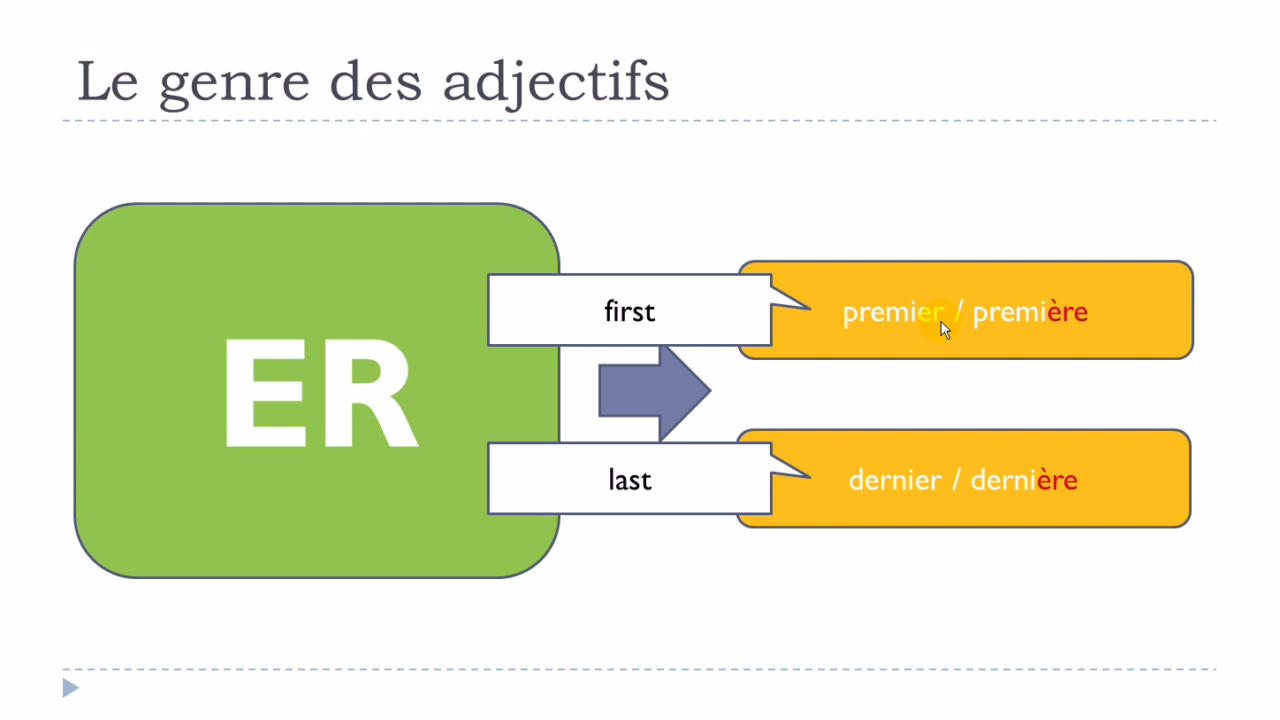 Le genre des adjectifs
ER
first
premier / première
last
dernier / dernière